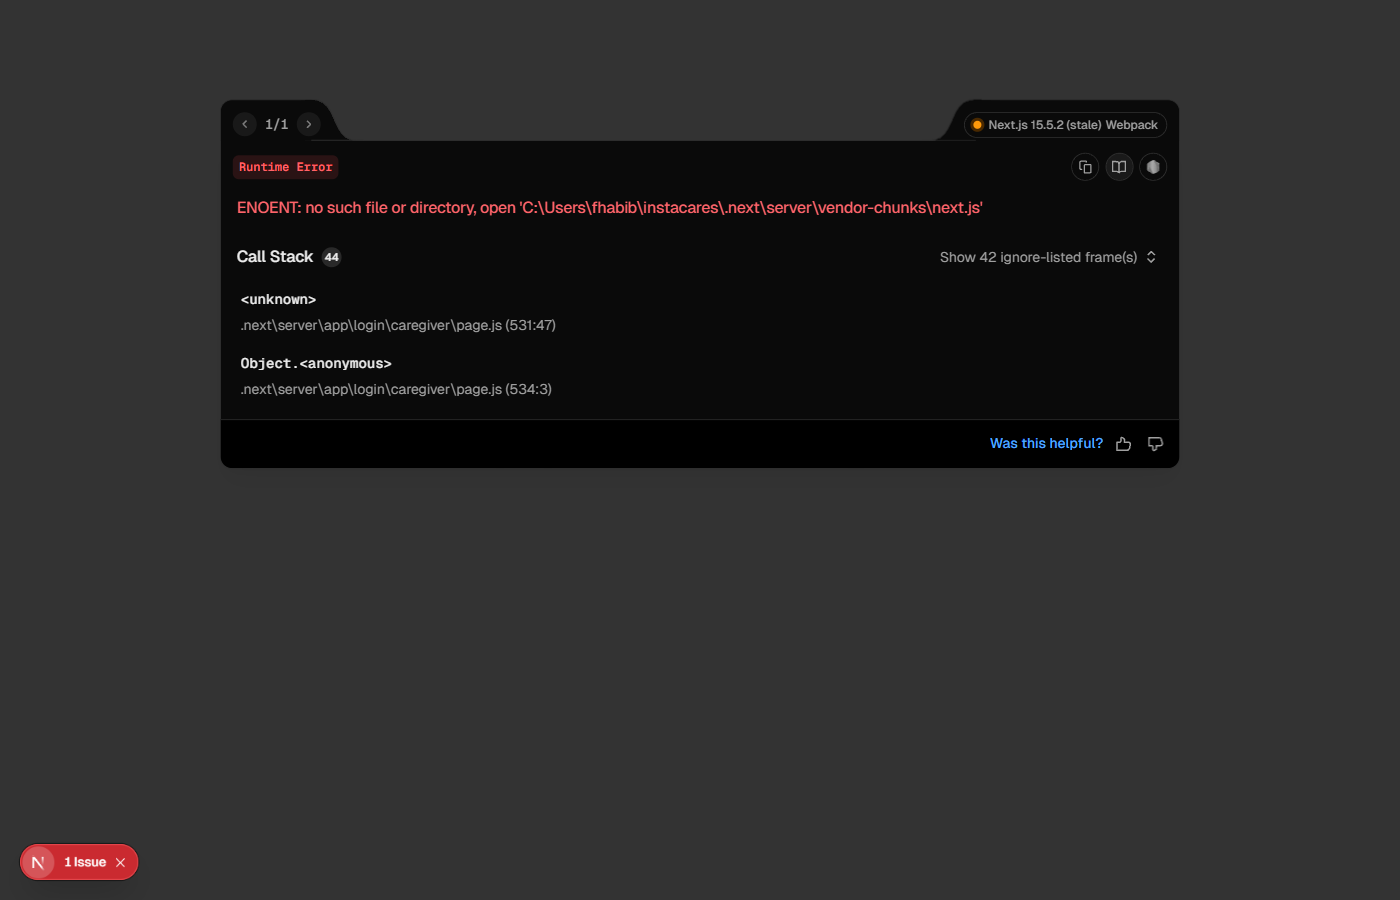 1/1
Next.js 15.5.2 (stale) Webpack
Runtime Error
ENOENT: no such file or directory, open 'C:\Users\fhabib\instacares\.next\server\vendor-chunks\next.js'
Call Stack 44
Show 42 ignore-listed frame(s)
<unknown>
.next\server\app\login\caregiver\page.js (531:47)
Object.<anonymous>
.next\server\app\login\caregiver\page.js (534:3)
Was this helpful?
N 1 Issue